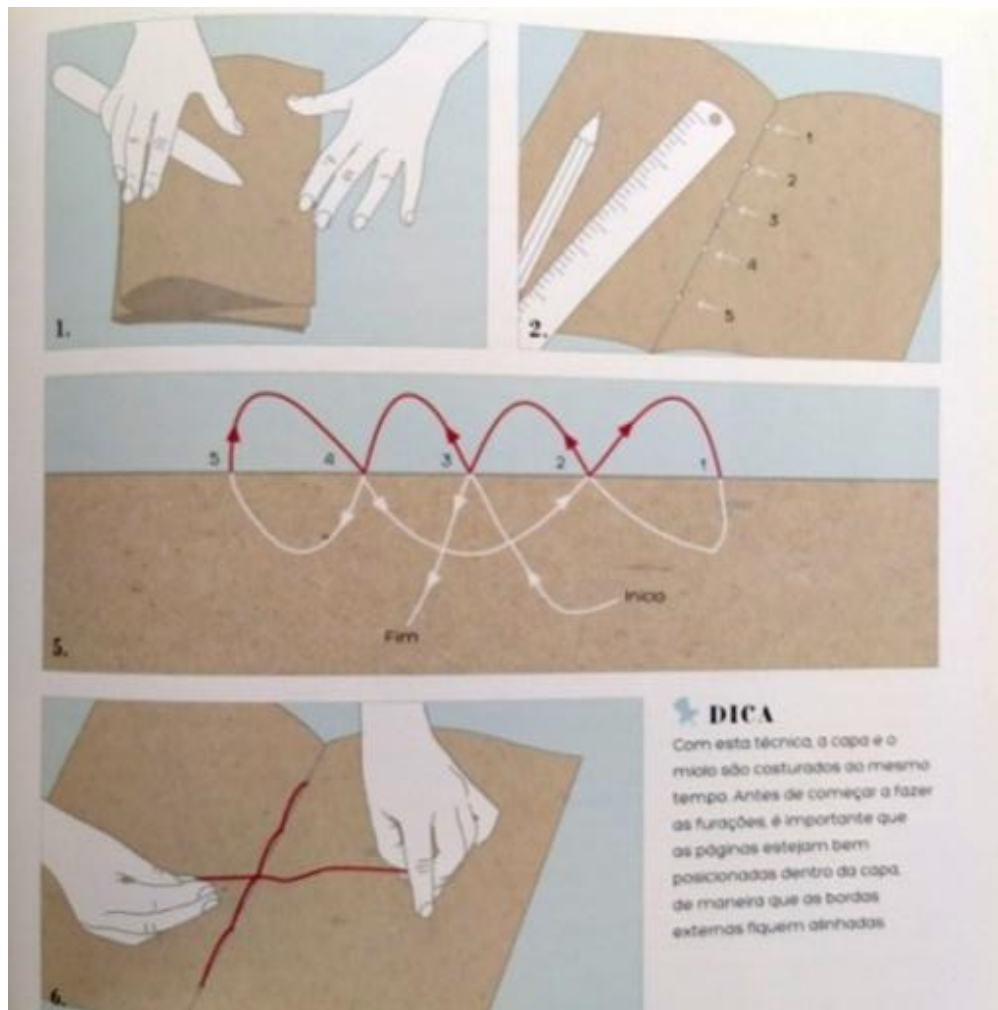 1.
1
2
3
4
5
2.
5 4 3 2 1
Início
Fim
5.
DICA
Com esta técnica, a capa e o
miolo são costurados ao mesmo
tempo. Antes de começar a fazer
as furações, é importante que
as páginas estejam bem
posicionadas dentro da capa,
de maneira que as bordas
externas fiquem alinhadas
6.